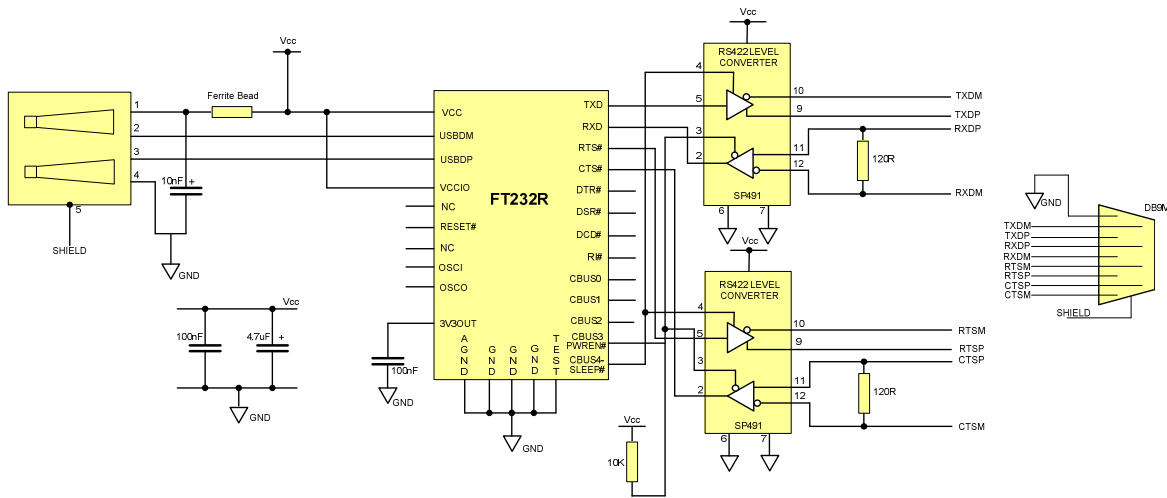 Vcc
Ferrite Bead
1
2
3
4
5
SHIELD
10nF +
GND
Vcc
100nF
4,7uF +
GND
FT232R
VCC
USBDM
USBDP
VCCIO
NC
RESET#
NC
OSCI
OSCO
3V3OUT
100nF
GND
AGND
GND
GND
GND
TEST
GND
TXD
RXD
RTS#
CTS#
DTR#
DSR#
DCD#
RI#
CBUS0
CBUS1
CBUS2
CBUS3
PWREN#
CBUS4-
SLEEP#
Vcc
10K
Vcc
RS422 LEVEL
CONVERTER
4
5
3
2
10
9
11
12
SP491
6
7
TXDM
TXDP
RXDP
120R
RXDM
Vcc
RS422 LEVEL
CONVERTER
4
5
3
2
10
9
11
12
SP491
6
7
RTSM
RTSP
CTSP
120R
CTSM
GND
DB9M
TXDM
TXDP
RXDP
RXDM
RTSM
RTSP
CTSP
CTSM
SHIELD